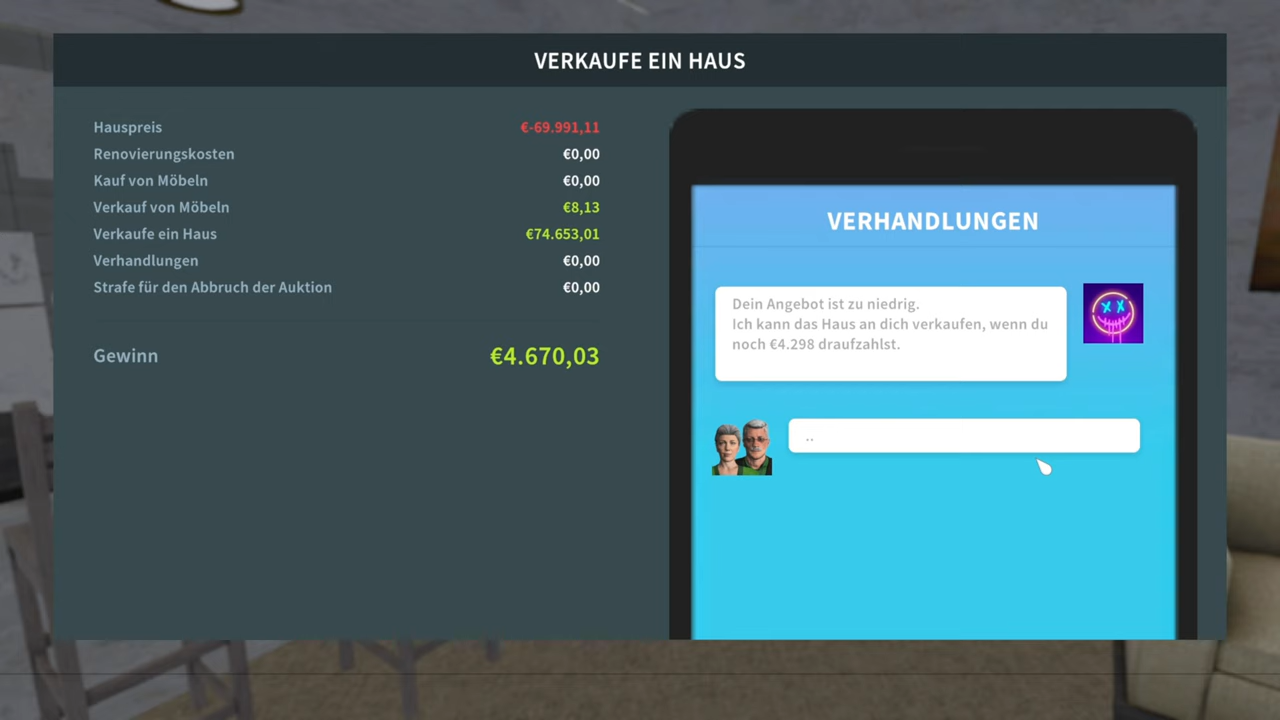 VERKAUFE EIN HAUS
Hauspreis €-69.991,11
Renovierungskosten €0,00
Kauf von Möbeln €0,00
Verkauf von Möbeln €8,13
Verkaufe ein Haus €74.653,01
Verhandlungen €0,00
Strafe für den Abbruch der Auktion €0,00
Gewinn €4.670,03
VERHANDLUNGEN
Dein Angebot ist zu niedrig.
Ich kann das Haus an dich verkaufen, wenn du
noch €4.298 draufzahlst.
..